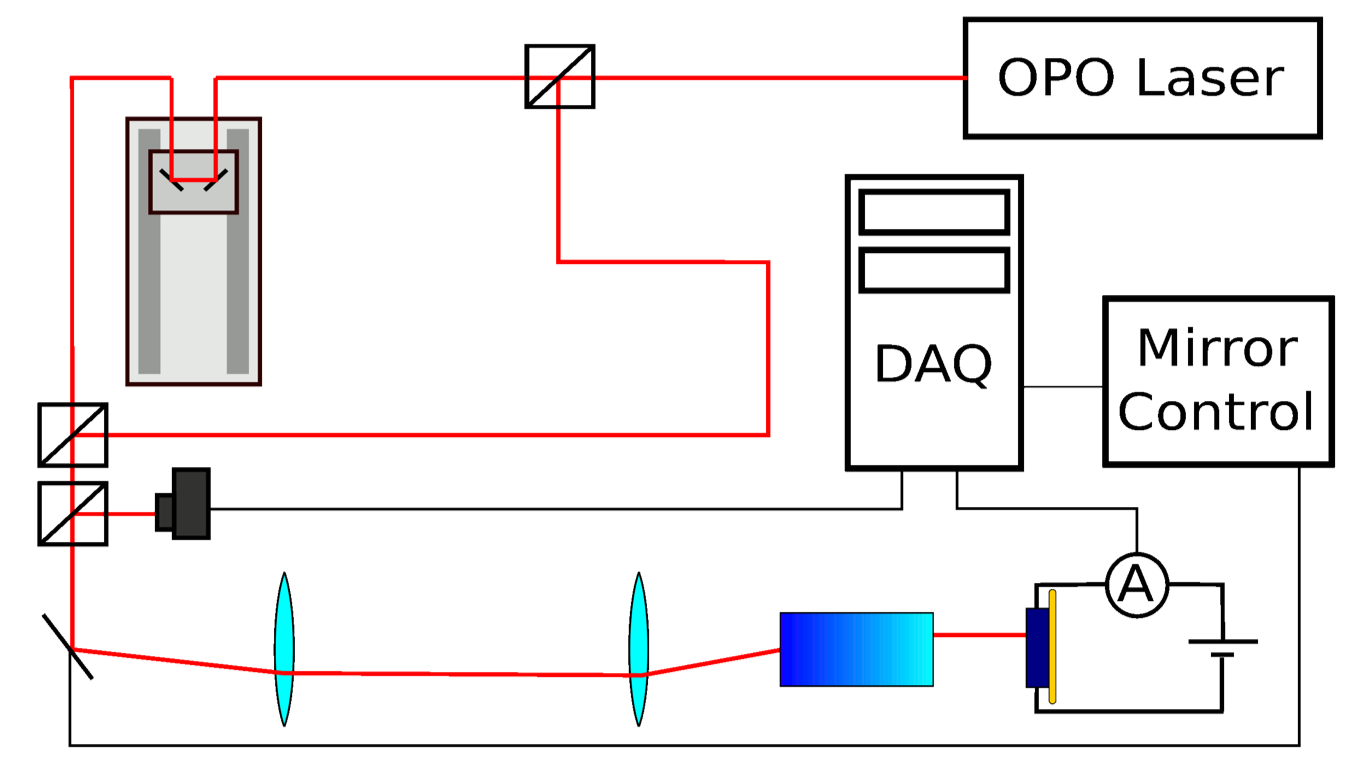 OPO Laser
DAQ
Mirror
Control
A